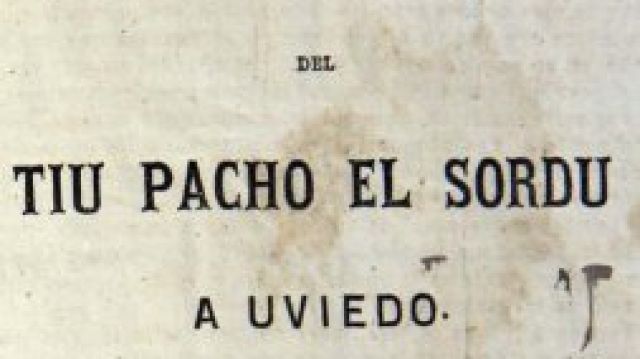 DEL
TIU PACHO EL SORDU
A UVIEDO.